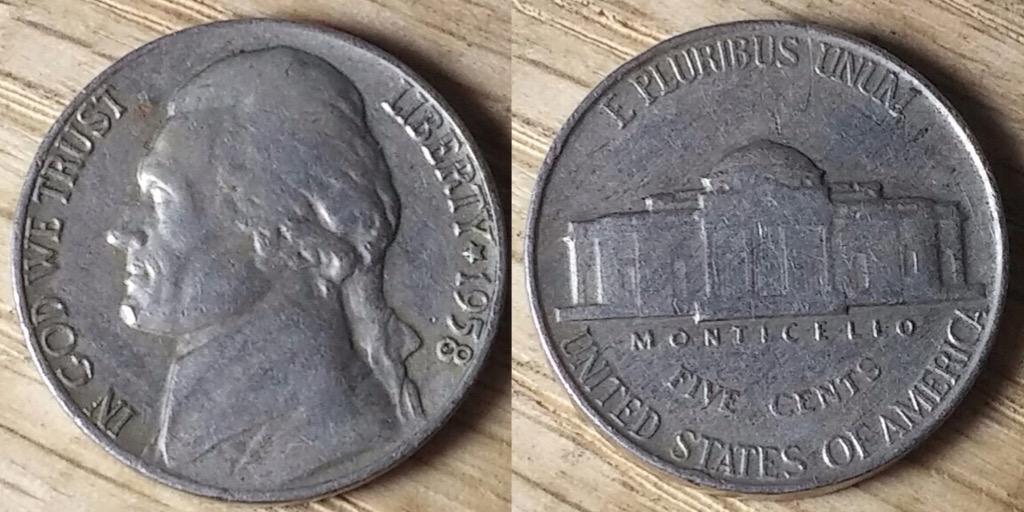 IN GOD WE TRUST
LIBERTY ★ 1958
E PLURIBUS UNUM
MONTICELLO
FIVE CENTS
UNITED STATES OF AMERICA